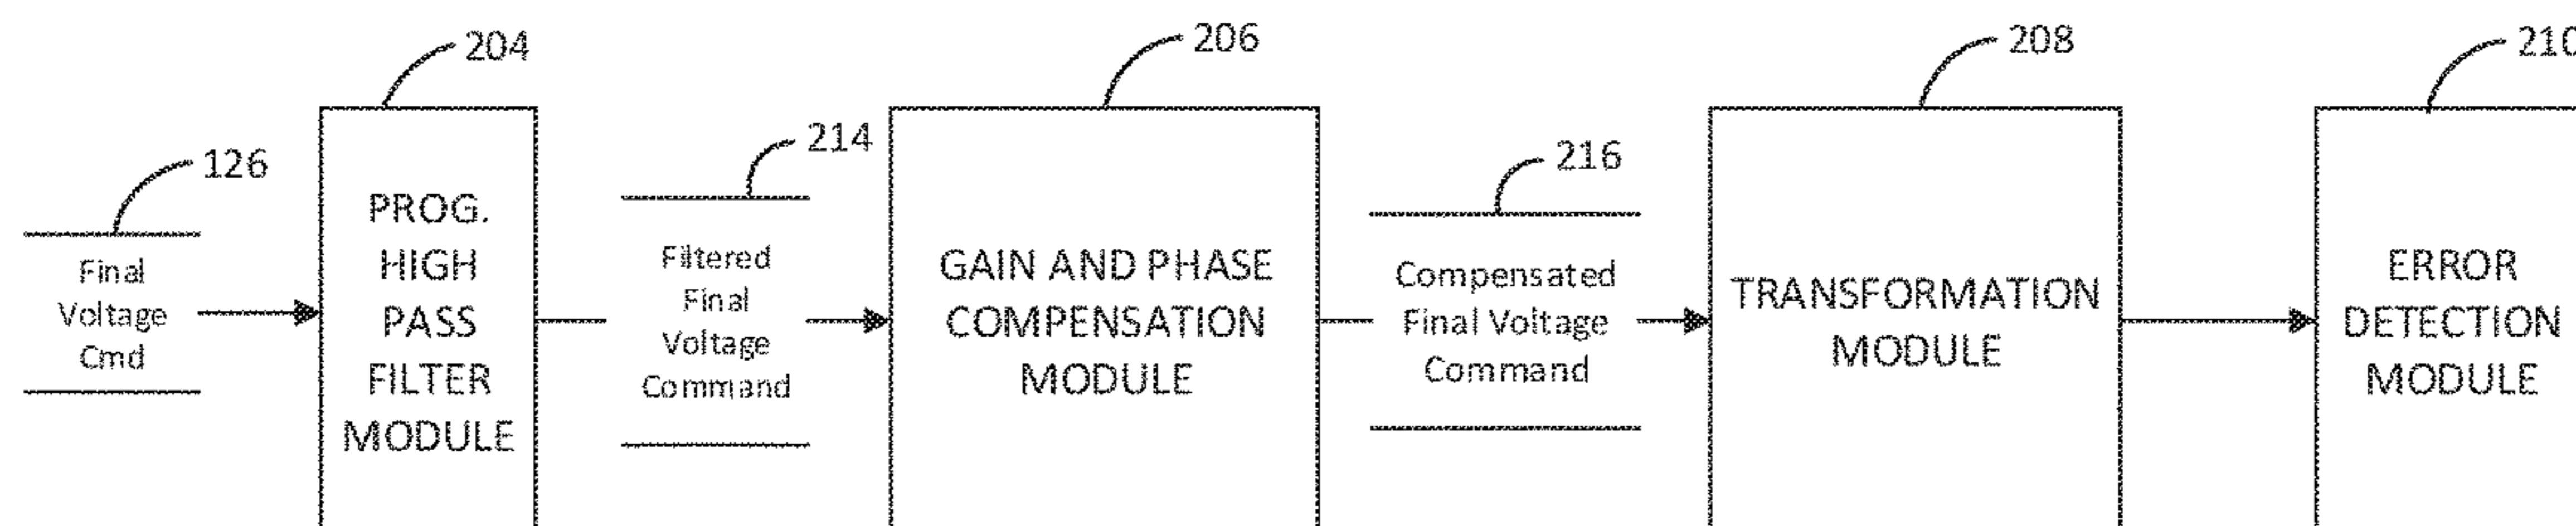 204
206
208
210
126
214
216
Final
Voltage
Cmd
PROG.
HIGH
PASS
FILTER
MODULE
Filtered
Final
Voltage
Command
GAIN AND PHASE
COMPENSATION
MODULE
Compensated
Final Voltage
Command
TRANSFORMATION
MODULE
ERROR
DETECTION
MODULE